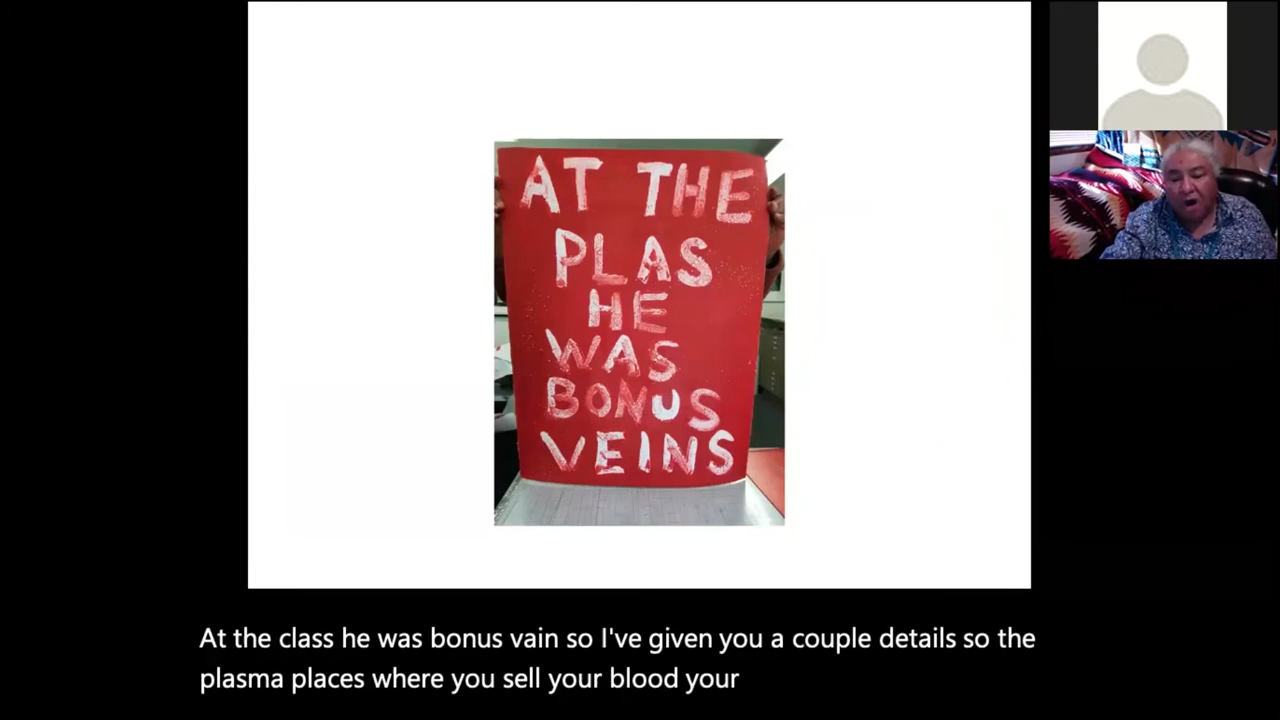 AT THE
PLAS
HE
WAS
BONUS
VEINS
At the class he was bonus vain so I've given you a couple details so the
plasma places where you sell your blood your